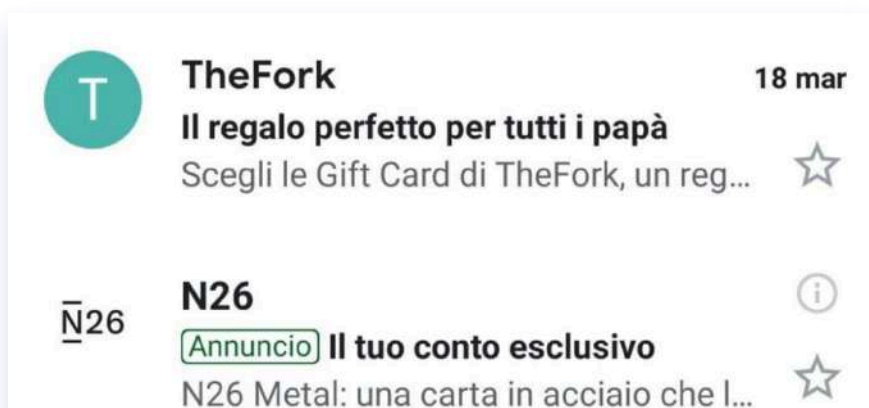 T
TheFork
18 mar
Il regalo perfetto per tutti i papà
Scegli le Gift Card di TheFork, un reg...
N26
N26
Annuncio Il tuo conto esclusivo
N26 Metal: una carta in acciaio che l...